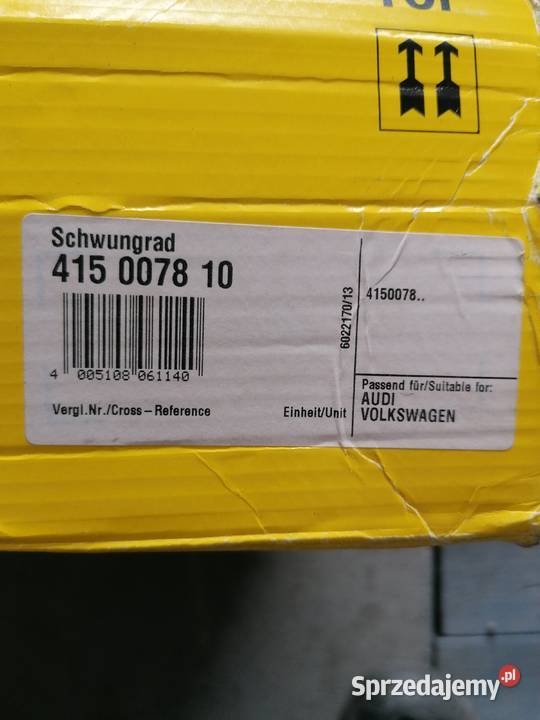 Schwungrad
415 0078 10
4 005108 061140
Vergl.Nr./Cross-Reference
Einheit/Unit
6022170/13
4150078..
Passend für/Suitable for:
AUDI
VOLKSWAGEN
Sprzedajemy.pl